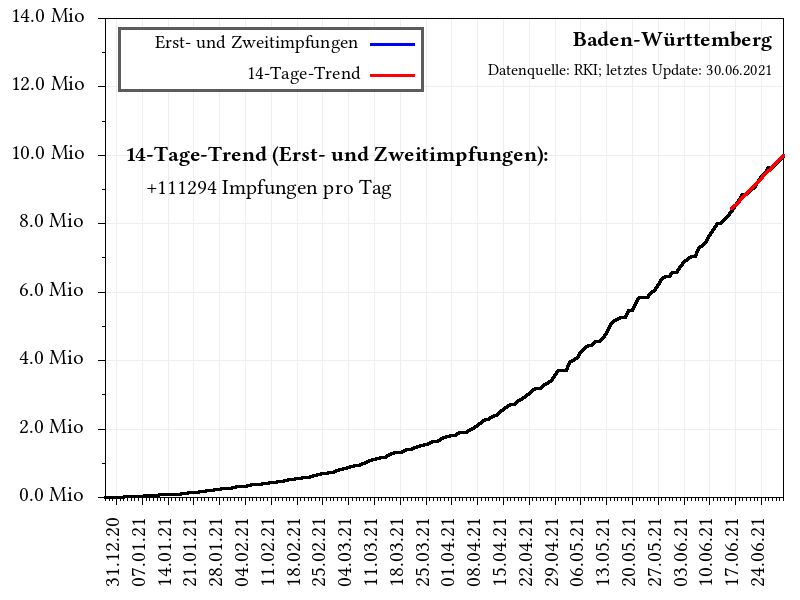 14.0 Mio
12.0 Mio
10.0 Mio
8.0 Mio
6.0 Mio
4.0 Mio
2.0 Mio
0.0 Mio
Erst- und Zweitimpfungen
14-Tage-Trend
Baden-Württemberg
Datenquelle: RKI; letztes Update: 30.06.2021
14-Tage-Trend (Erst- und Zweitimpfungen):
+111294 Impfungen pro Tag
31.12.20
07.01.21
14.01.21
21.01.21
28.01.21
04.02.21
11.02.21
18.02.21
25.02.21
04.03.21
11.03.21
18.03.21
25.03.21
01.04.21
08.04.21
15.04.21
22.04.21
29.04.21
06.05.21
13.05.21
20.05.21
27.05.21
03.06.21
10.06.21
17.06.21
24.06.21